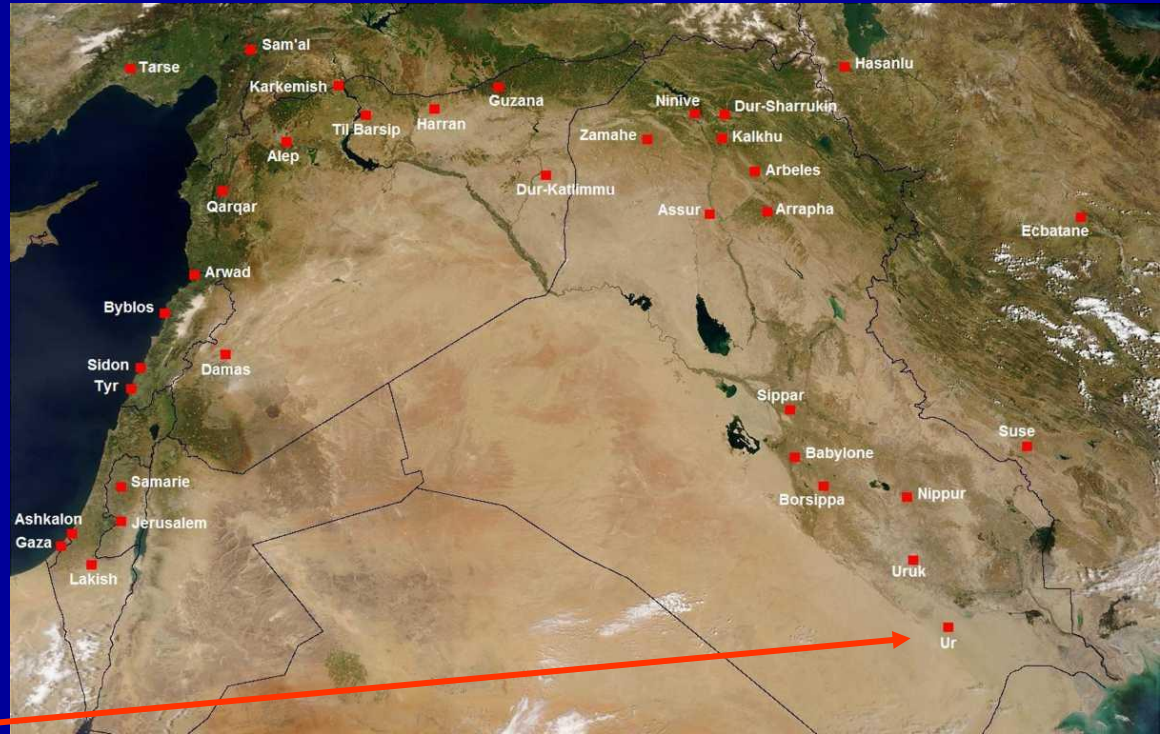 Sam'al
Tarse
Hasanlu
Karkemish
Guzana
Ninive
Dur-Sharrukin
Til Barsip
Harran
Zamahe
Kalkhu
Alep
Arbeles
Dur-Katlimmu
Qarqar
Assur
Arrapha
Ecbatane
Arwad
Byblos
Sidon
Damas
Tyr
Sippar
Suse
Babylone
Samarie
Borsippa
Nippur
Ashkalon
Jerusalem
Gaza
Lakish
Uruk
Ur